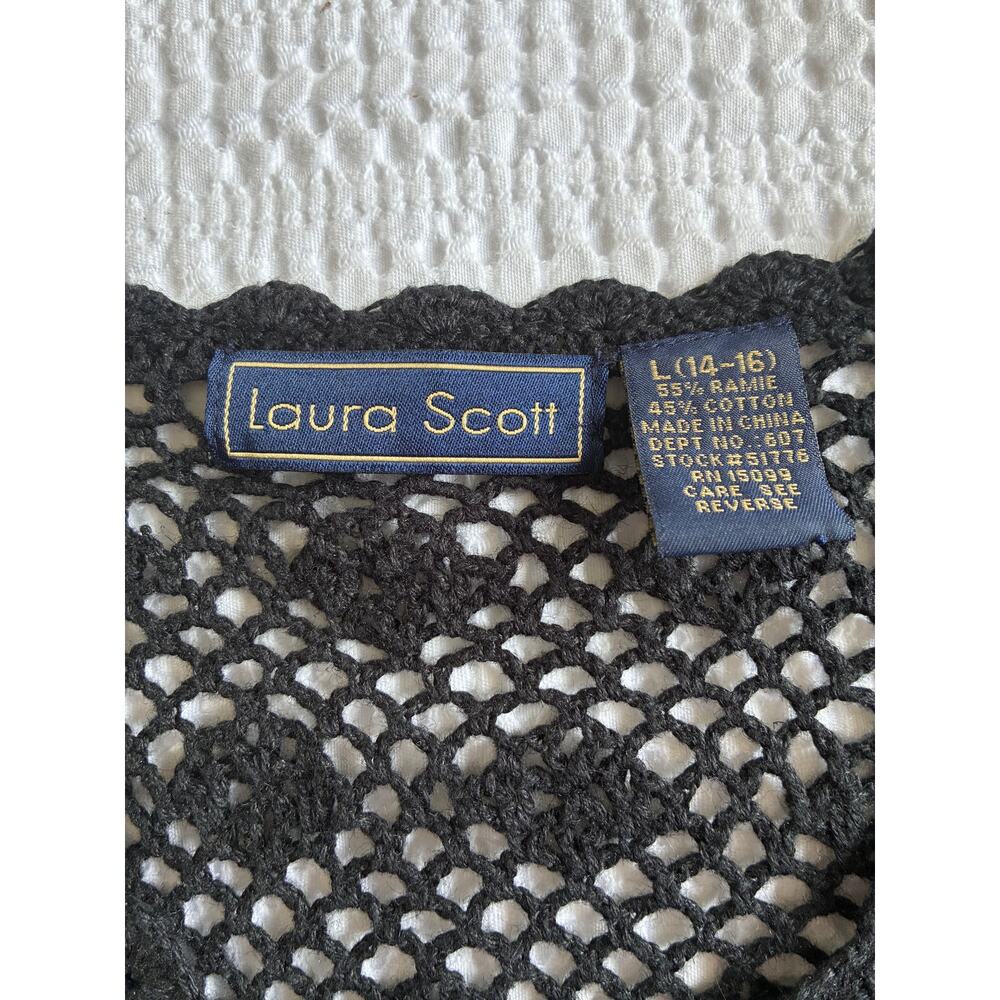 Laura Scott
L (14-16)
55% RAMIE
45% COTTON
MADE IN CHINA
DEPT NO.:607
STOCK#51776
RN 15099
CARE SEE
REVERSE